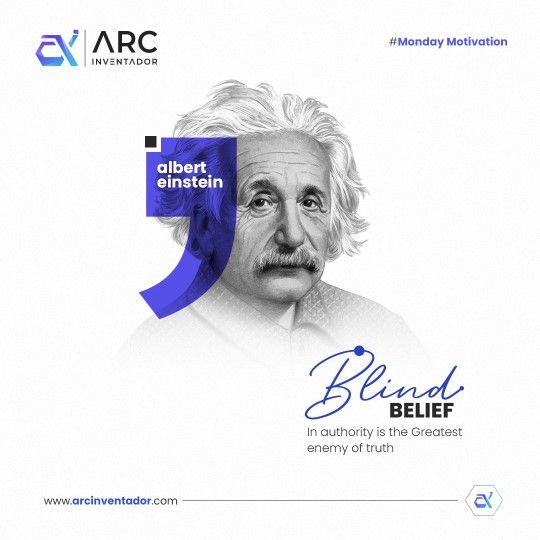 ARC
INVENTADOR
#Monday Motivation
albert
einstein
Blind
BELIEF
In authority is the Greatest
enemy of truth
www.arcinventador.com